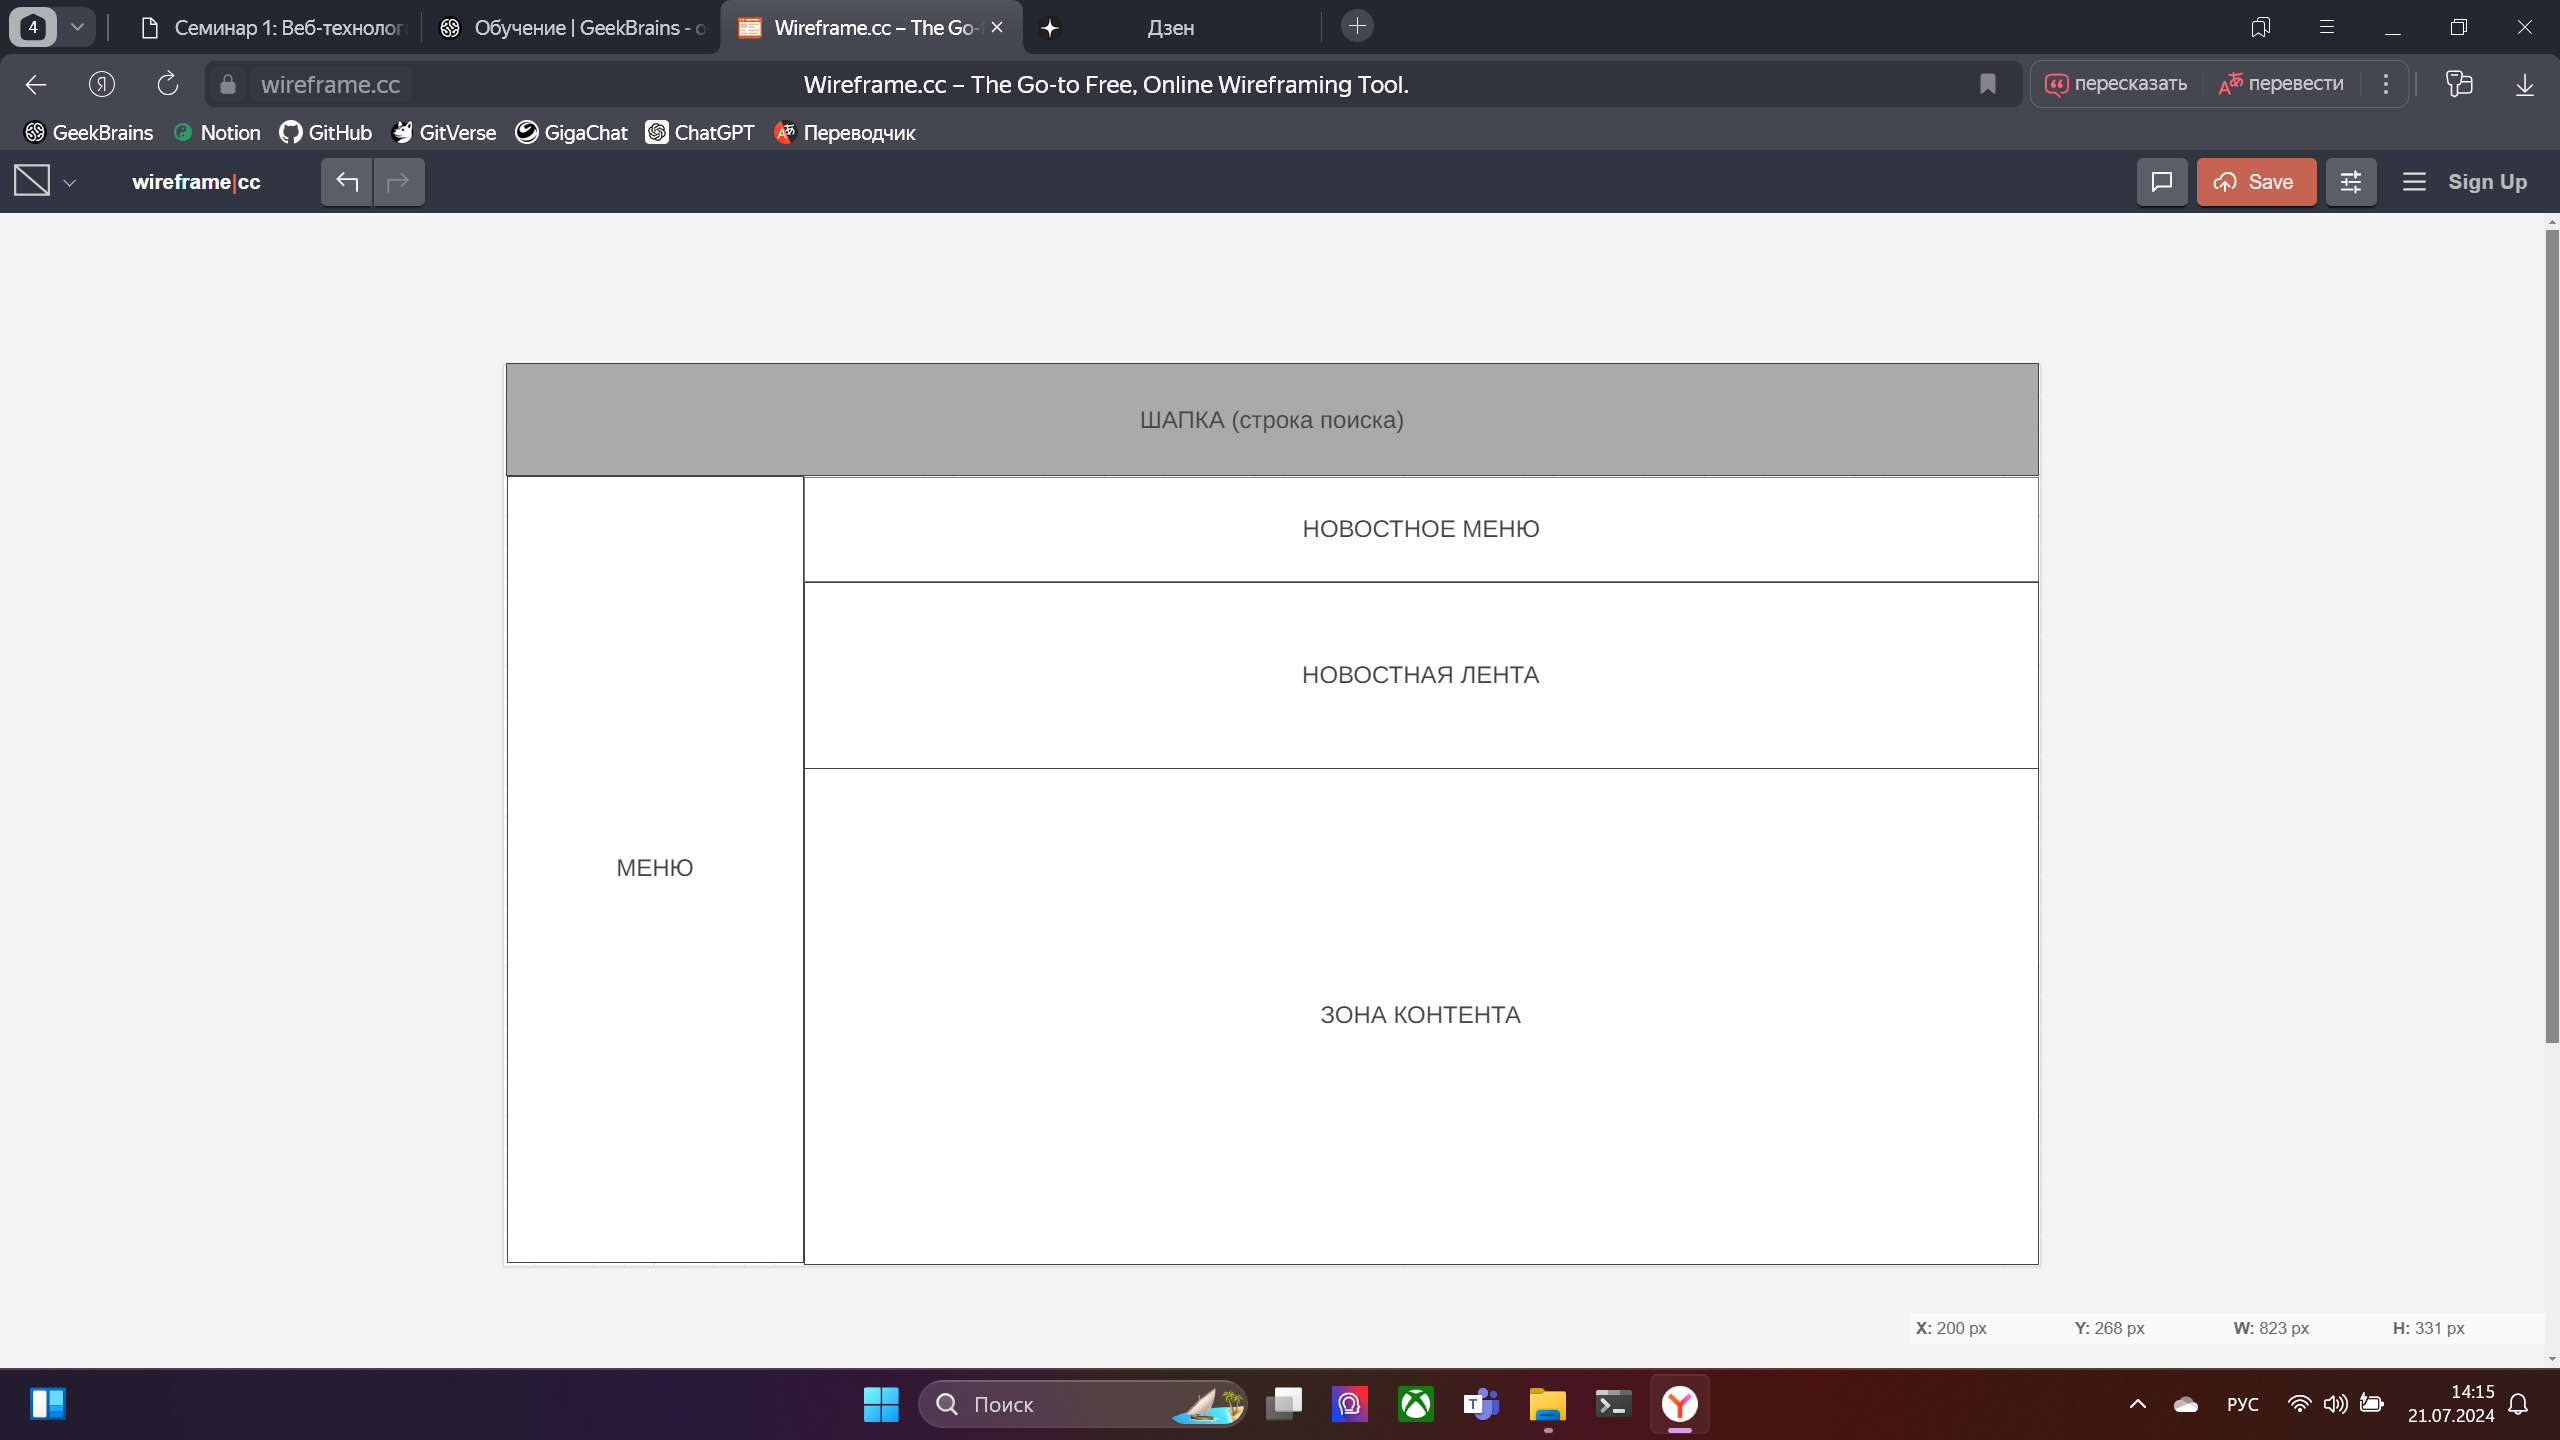 4
Семинар 1: Веб-технолог
Обучение | GeekBrains - о
Wireframe.cc – The Go-
Дзен
wireframe.cc
Wireframe.cc – The Go-to Free, Online Wireframing Tool.
пересказать
перевести
GeekBrains
Notion
GitHub
GitVerse
GigaChat
ChatGPT
Переводчик
wireframe|cc
Save
Sign Up
ШАПКА (строка поиска)
НОВОСТНОЕ МЕНЮ
НОВОСТНАЯ ЛЕНТА
МЕНЮ
ЗОНА КОНТЕНТА
X: 200 px
Y: 268 px
W: 823 px
H: 331 px
Поиск
РУС
14:15
21.07.2024